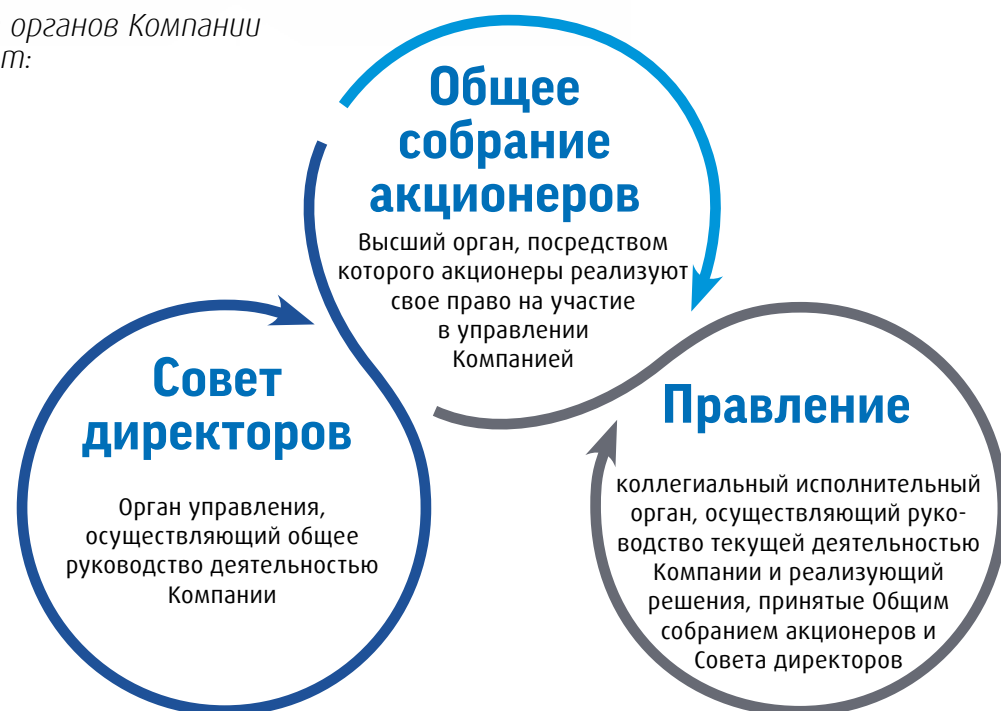 органов Компании
т:
Общее
собрание
акционеров
Высший орган, посредством
которого акционеры реализуют
свое право на участие
в управлении
Компанией
Совет
директоров
Орган управления,
осуществляющий общее
руководство деятельностью
Компании
Правление
коллегиальный исполнительный
орган, осуществляющий руко-
водство текущей деятельностью
Компании и реализующий
решения, принятые Общим
собранием акционеров и
Совета директоров